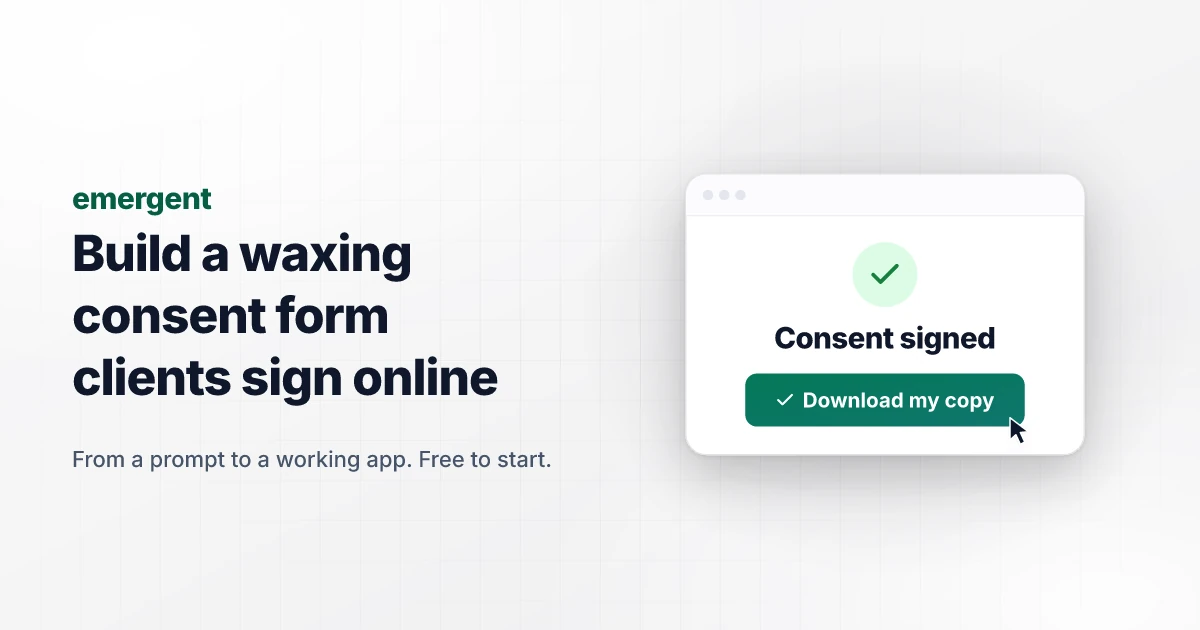 emergent
Build a waxing
consent form
clients sign online
From a prompt to a working app. Free to start.
Consent signed
Download my copy